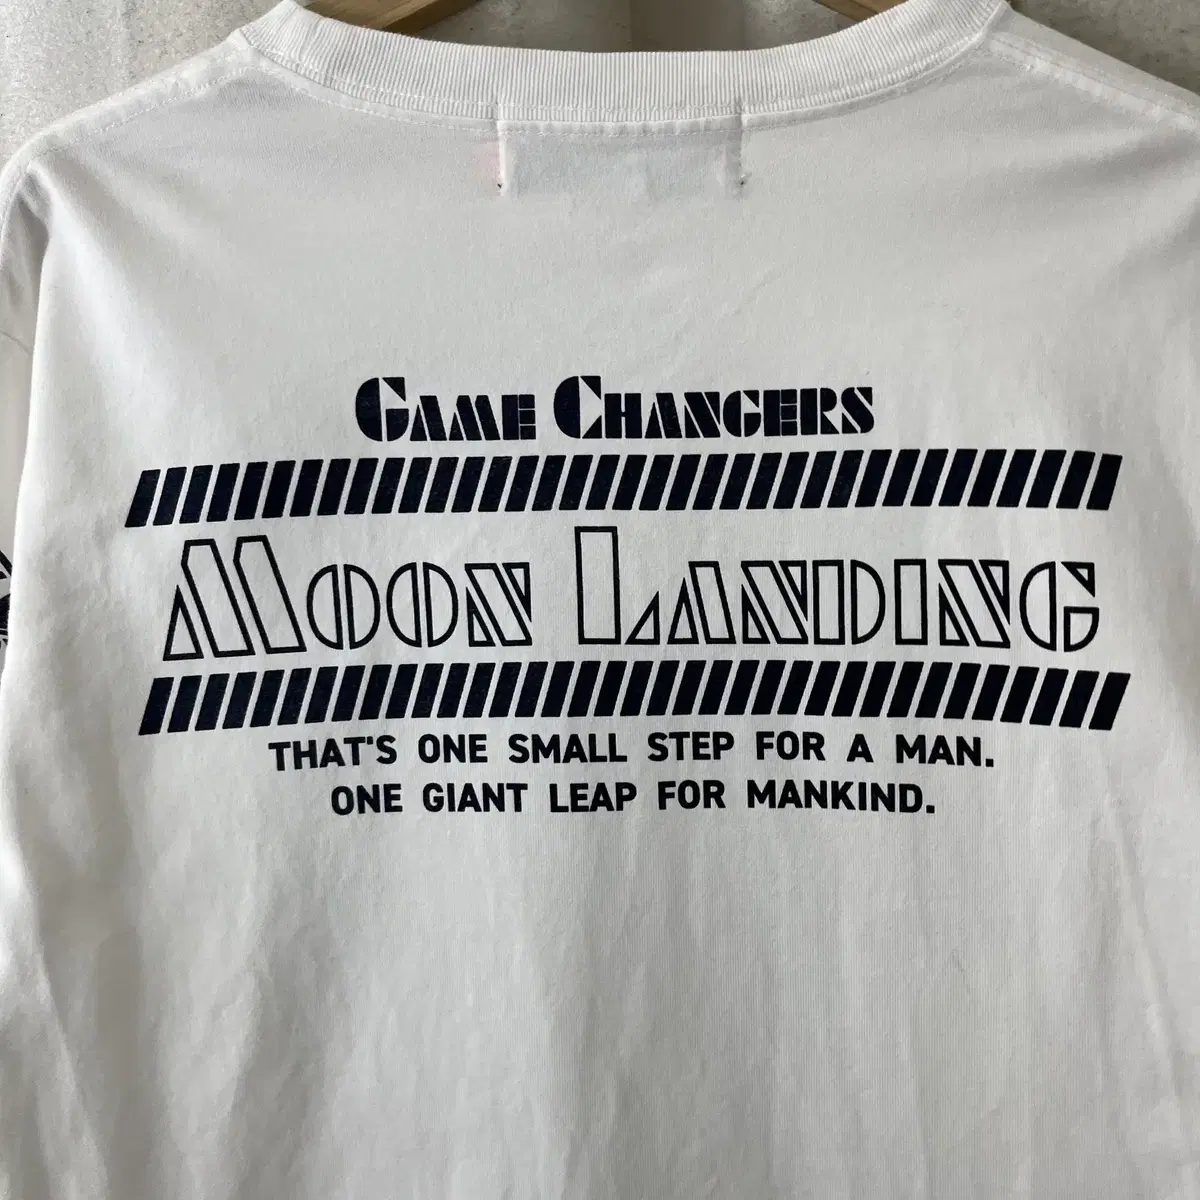 GAME CHANGERS
MOON LANDING
THAT'S ONE SMALL STEP FOR A MAN.
ONE GIANT LEAP FOR MANKIND.